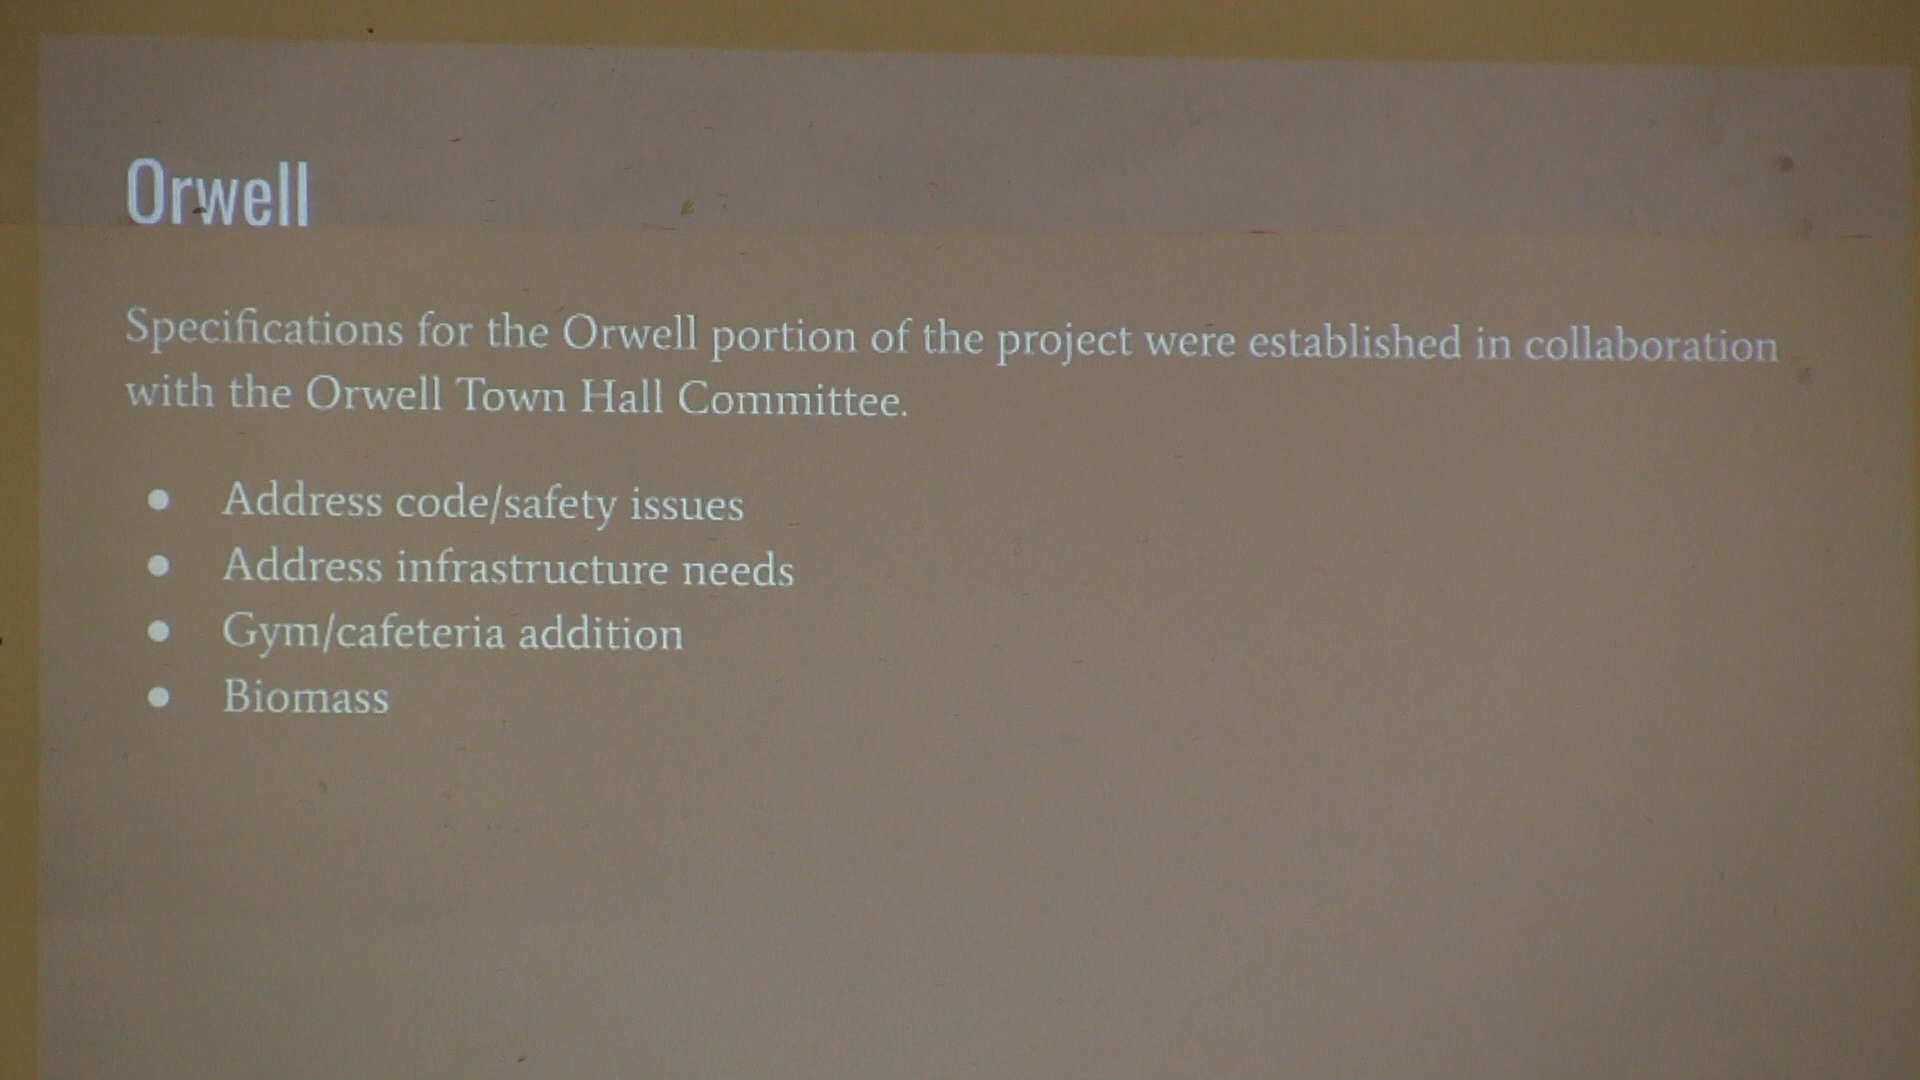 Orwell
Specifications for the Orwell portion of the project were established in collaboration
with the Orwell Town Hall Committee.
● Address code/safety issues
● Address infrastructure needs
● Gym/cafeteria addition
● Biomass